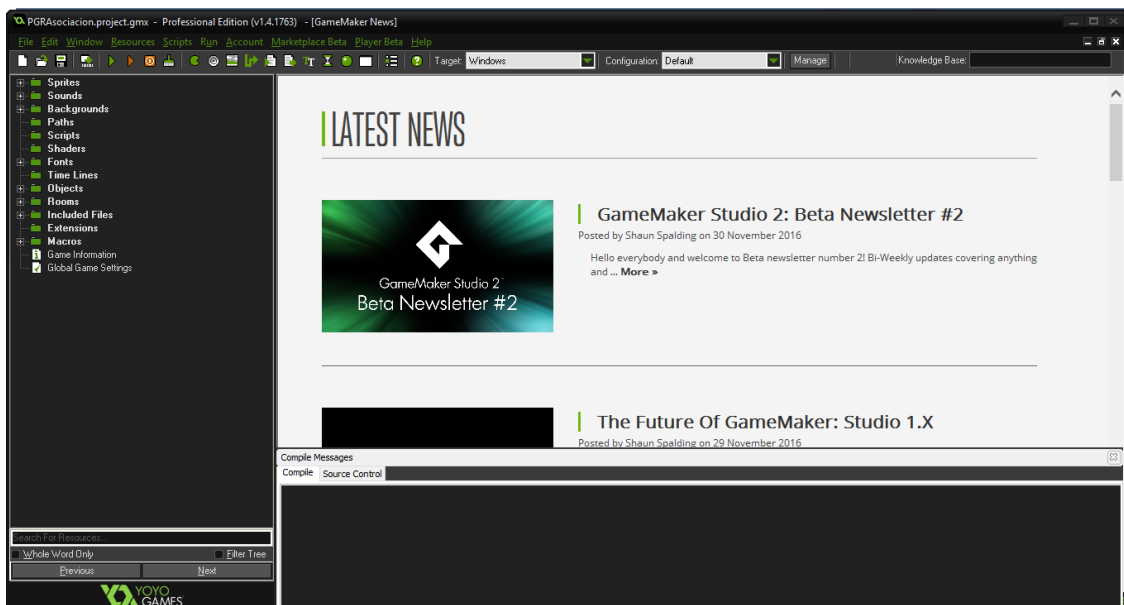 PGRAsociacion.project.gmx - Professional Edition (v1.4.1763) - [GameMaker News]
File Edit Window Resources Scripts Run Account Marketplace Beta Player Beta Help
Target: Windows Configuration: Default Manage Knowledge Base:
Sprites
Sounds
Backgrounds
Paths
Scripts
Shaders
Fonts
Time Lines
Objects
Rooms
Included Files
Extensions
Macros
Game Information
Global Game Settings
Search For Resources...
Whole Word Only Filter Tree
Previous Next
YOYO
GAMES
LATEST NEWS
GameMaker Studio 2
Beta Newsletter #2
GameMaker Studio 2: Beta Newsletter #2
Posted by Shaun Spalding on 30 November 2016
Hello everybody and welcome to Beta newsletter number 2! Bi-Weekly updates covering anything
and ... More »
The Future Of GameMaker: Studio 1.X
Posted by Shaun Spalding on 29 November 2016
Compile Messages
Compile Source Control